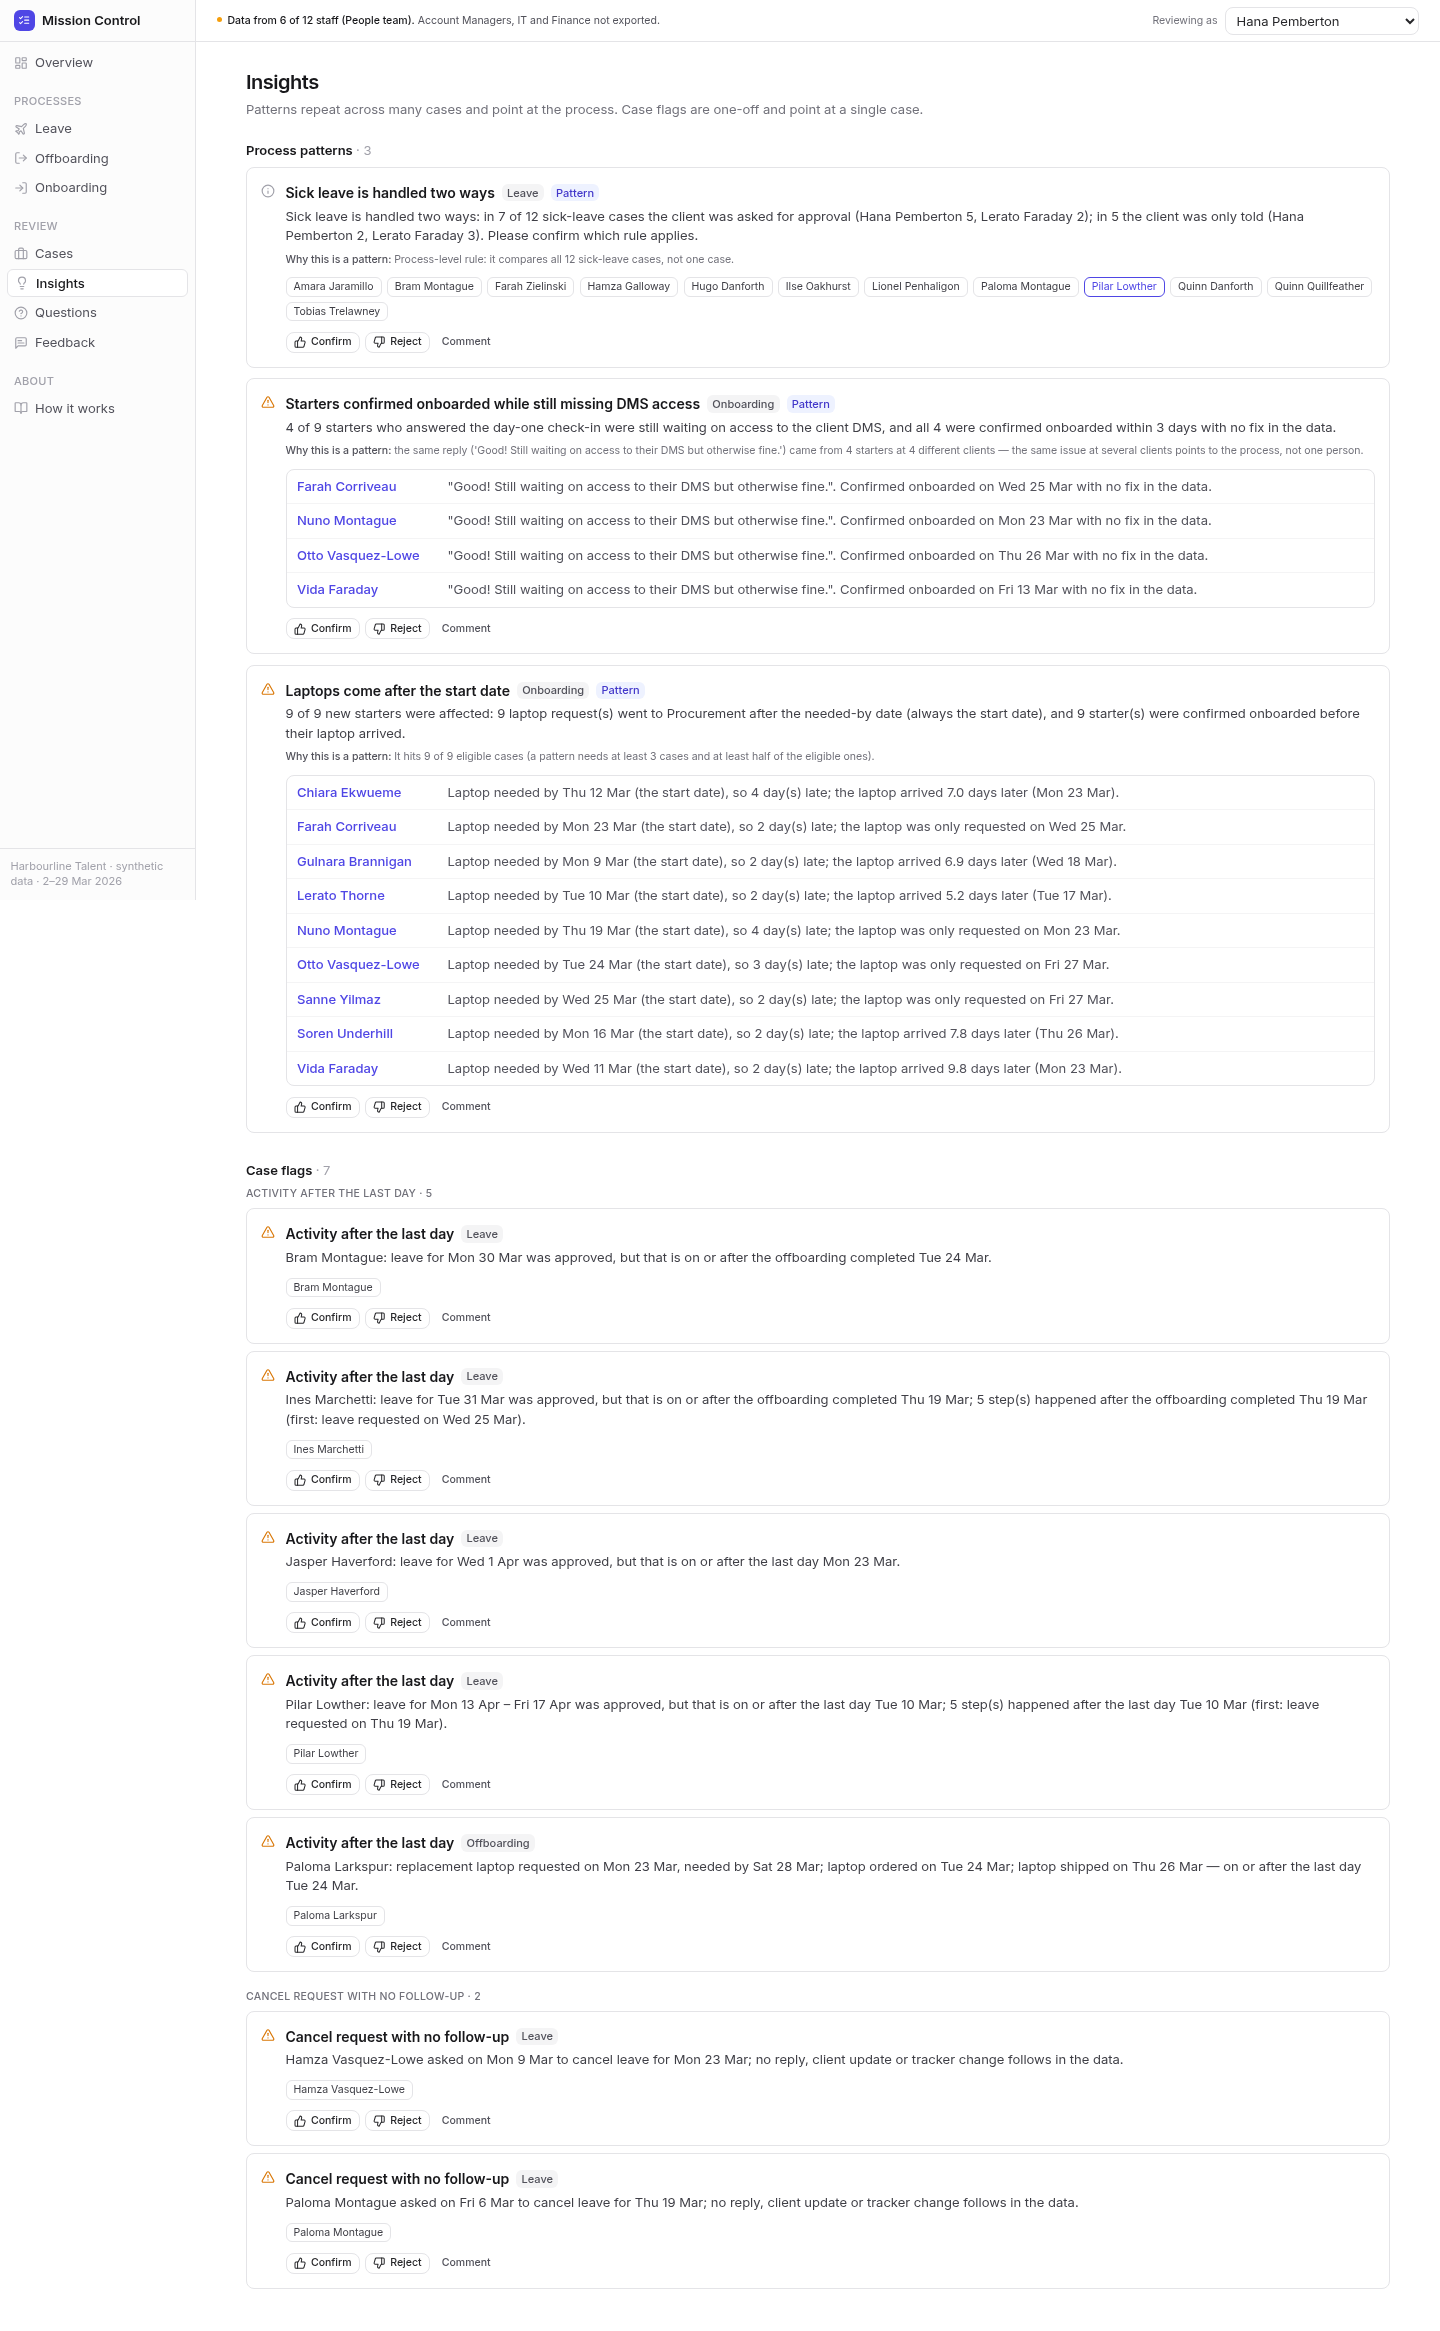 Mission Control
Data from 6 of 12 staff (People team). Account Managers, IT and Finance not exported.
Reviewing as
Hana Pemberton
Overview
PROCESSES
Leave
Offboarding
Onboarding
REVIEW
Cases
Insights
Questions
Feedback
ABOUT
How it works
Harbourline Talent · synthetic
data · 2–29 Mar 2026
Insights
Patterns repeat across many cases and point at the process. Case flags are one-off and point at a single case.
Process patterns · 3
Sick leave is handled two ways Leave Pattern
Sick leave is handled two ways: in 7 of 12 sick-leave cases the client was asked for approval (Hana Pemberton 5, Lerato Faraday 2); in 5 the client was only told (Hana
Pemberton 2, Lerato Faraday 3). Please confirm which rule applies.
Why this is a pattern: Process-level rule: it compares all 12 sick-leave cases, not one case.
Amara Jaramillo Bram Montague Farah Zielinski Hamza Galloway Hugo Danforth Ilse Oakhurst Lionel Penhaligon Paloma Montague Pilar Lowther Quinn Danforth Quinn Quillfeather
Tobias Trelawney
Confirm Reject Comment
Starters confirmed onboarded while still missing DMS access Onboarding Pattern
4 of 9 starters who answered the day-one check-in were still waiting on access to the client DMS, and all 4 were confirmed onboarded within 3 days with no fix in the data.
Why this is a pattern: the same reply ('Good! Still waiting on access to their DMS but otherwise fine.') came from 4 starters at 4 different clients — the same issue at several clients points to the process, not one person.
Farah Corriveau "Good! Still waiting on access to their DMS but otherwise fine.". Confirmed onboarded on Wed 25 Mar with no fix in the data.
Nuno Montague "Good! Still waiting on access to their DMS but otherwise fine.". Confirmed onboarded on Mon 23 Mar with no fix in the data.
Otto Vasquez-Lowe "Good! Still waiting on access to their DMS but otherwise fine.". Confirmed onboarded on Thu 26 Mar with no fix in the data.
Vida Faraday "Good! Still waiting on access to their DMS but otherwise fine.". Confirmed onboarded on Fri 13 Mar with no fix in the data.
Confirm Reject Comment
Laptops come after the start date Onboarding Pattern
9 of 9 new starters were affected: 9 laptop request(s) went to Procurement after the needed-by date (always the start date), and 9 starter(s) were confirmed onboarded before
their laptop arrived.
Why this is a pattern: It hits 9 of 9 eligible cases (a pattern needs at least 3 cases and at least half of the eligible ones).
Chiara Ekwueme Laptop needed by Thu 12 Mar (the start date), so 4 day(s) late; the laptop arrived 7.0 days later (Mon 23 Mar).
Farah Corriveau Laptop needed by Mon 23 Mar (the start date), so 2 day(s) late; the laptop was only requested on Wed 25 Mar.
Gulnara Brannigan Laptop needed by Mon 9 Mar (the start date), so 2 day(s) late; the laptop arrived 6.9 days later (Wed 18 Mar).
Lerato Thorne Laptop needed by Tue 10 Mar (the start date), so 2 day(s) late; the laptop arrived 5.2 days later (Tue 17 Mar).
Nuno Montague Laptop needed by Thu 19 Mar (the start date), so 4 day(s) late; the laptop was only requested on Mon 23 Mar.
Otto Vasquez-Lowe Laptop needed by Tue 24 Mar (the start date), so 3 day(s) late; the laptop was only requested on Fri 27 Mar.
Sanne Yilmaz Laptop needed by Wed 25 Mar (the start date), so 2 day(s) late; the laptop was only requested on Fri 27 Mar.
Soren Underhill Laptop needed by Mon 16 Mar (the start date), so 2 day(s) late; the laptop arrived 7.8 days later (Thu 26 Mar).
Vida Faraday Laptop needed by Wed 11 Mar (the start date), so 2 day(s) late; the laptop arrived 9.8 days later (Mon 23 Mar).
Confirm Reject Comment
Case flags · 7
ACTIVITY AFTER THE LAST DAY · 5
Activity after the last day Leave
Bram Montague: leave for Mon 30 Mar was approved, but that is on or after the offboarding completed Tue 24 Mar.
Bram Montague
Confirm Reject Comment
Activity after the last day Leave
Ines Marchetti: leave for Tue 31 Mar was approved, but that is on or after the offboarding completed Thu 19 Mar; 5 step(s) happened after the offboarding completed Thu 19 Mar
(first: leave requested on Wed 25 Mar).
Ines Marchetti
Confirm Reject Comment
Activity after the last day Leave
Jasper Haverford: leave for Wed 1 Apr was approved, but that is on or after the last day Mon 23 Mar.
Jasper Haverford
Confirm Reject Comment
Activity after the last day Leave
Pilar Lowther: leave for Mon 13 Apr – Fri 17 Apr was approved, but that is on or after the last day Tue 10 Mar; 5 step(s) happened after the last day Tue 10 Mar (first: leave
requested on Thu 19 Mar).
Pilar Lowther
Confirm Reject Comment
Activity after the last day Offboarding
Paloma Larkspur: replacement laptop requested on Mon 23 Mar, needed by Sat 28 Mar; laptop ordered on Tue 24 Mar; laptop shipped on Thu 26 Mar — on or after the last day
Tue 24 Mar.
Paloma Larkspur
Confirm Reject Comment
CANCEL REQUEST WITH NO FOLLOW-UP · 2
Cancel request with no follow-up Leave
Hamza Vasquez-Lowe asked on Mon 9 Mar to cancel leave for Mon 23 Mar; no reply, client update or tracker change follows in the data.
Hamza Vasquez-Lowe
Confirm Reject Comment
Cancel request with no follow-up Leave
Paloma Montague asked on Fri 6 Mar to cancel leave for Thu 19 Mar; no reply, client update or tracker change follows in the data.
Paloma Montague
Confirm Reject Comment